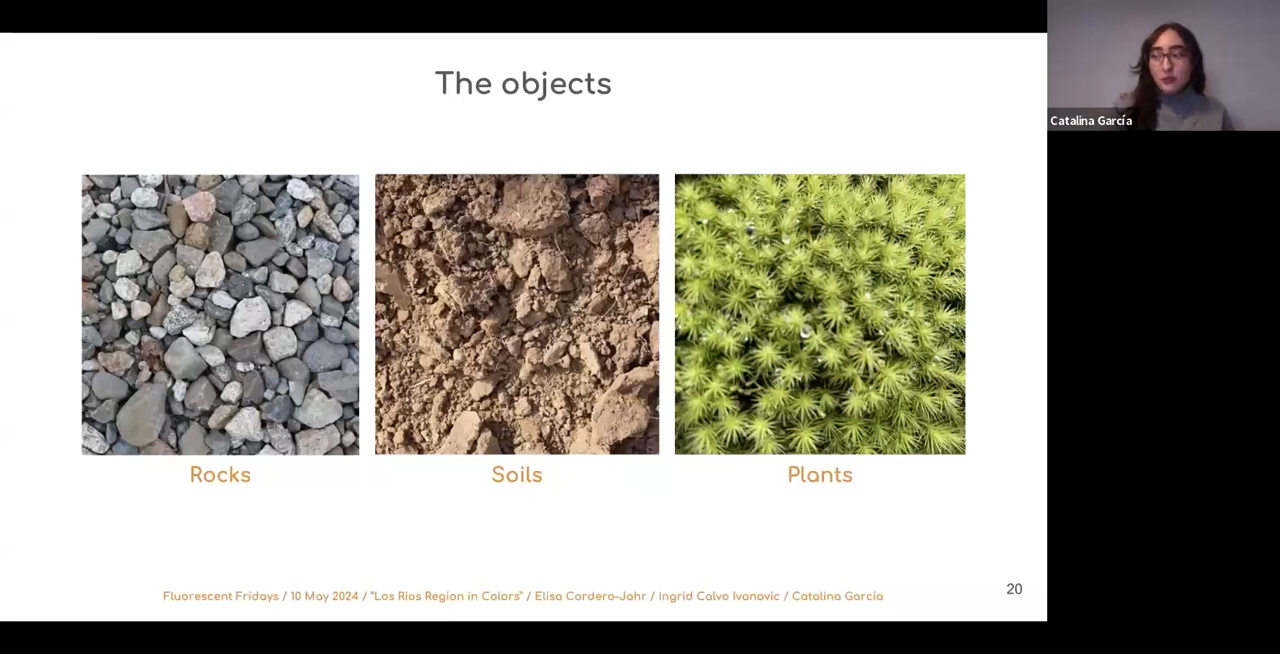 The objects
Catalina García
Rocks
Soils
Plants
Fluorescent Fridays / 10 May 2024 / “Los Rios Region in Colors” / Elisa Cordero-Jahr / Ingrid Calvo Ivanovic / Catalina García
20